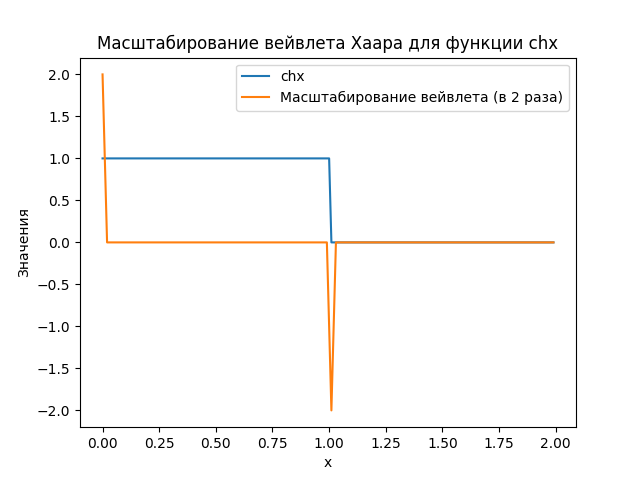 Масштабирование вейвлета Хаара для функции chx
chx
Масштабирование вейвлета (в 2 раза)
Значения
2.0
1.5
1.0
0.5
0.0
−0.5
−1.0
−1.5
−2.0
0.00 0.25 0.50 0.75 1.00 1.25 1.50 1.75 2.00
x